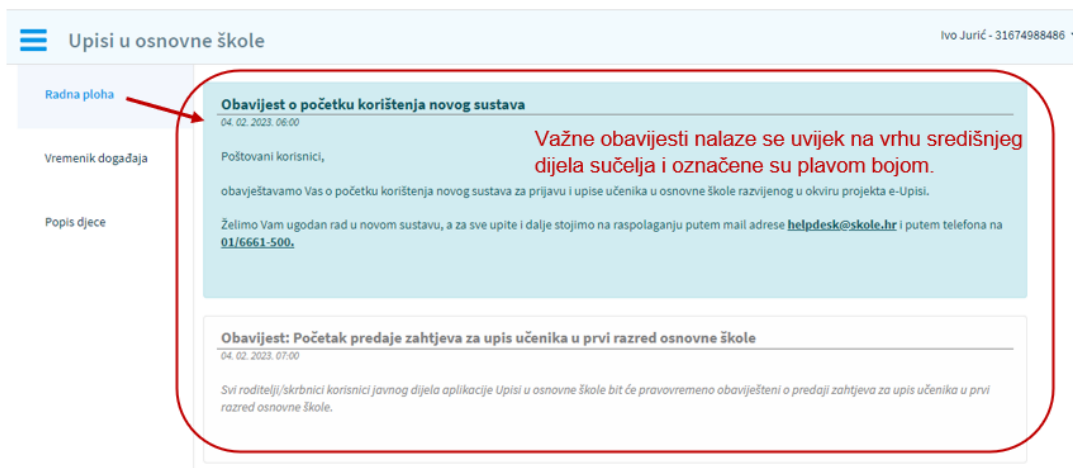 Upisi u osnovne škole
Ivo Jurić - 31674988486
Radna ploha
Vremenik događaja
Popis djece
Obavijest o početku korištenja novog sustava
04. 02. 2023. 06:00
Važne obavijesti nalaze se uvijek na vrhu središnjeg
dijela sučelja i označene su plavom bojom.
Poštovani korisnici,
obavještavamo Vas o početku korištenja novog sustava za prijavu i upise učenika u osnovne škole razvijenog u okviru projekta e-Upisi.
Želimo Vam ugodan rad u novom sustavu, a za sve upite i dalje stojimo na raspolaganju putem mail adrese helpdesk@skole.hr i putem telefona na
01/6661-500.
Obavijest: Početak predaje zahtjeva za upis učenika u prvi razred osnovne škole
04. 02. 2023. 07:00
Svi roditelji/skrbnici korisnici javnog dijela aplikacije Upisi u osnovne škole bit će pravovremeno obaviješteni o predaji zahtjeva za upis učenika u prvi
razred osnovne škole.